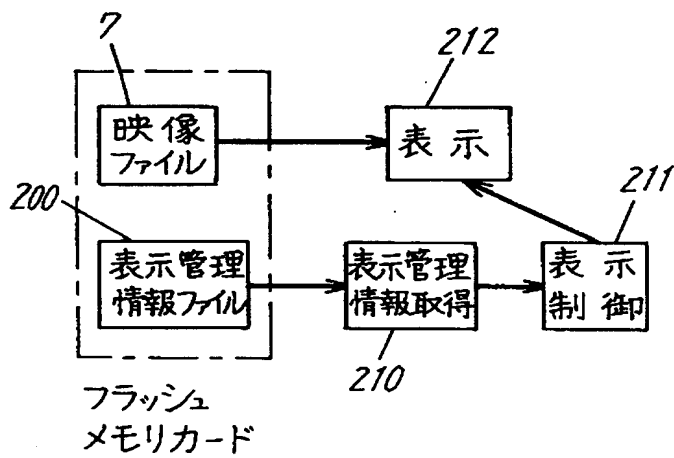 7
映像
ファイル
212
表示
200
表示管理
情報ファイル
表示管理
情報取得
210
211
表示
制御
フラッシュ
メモリカード